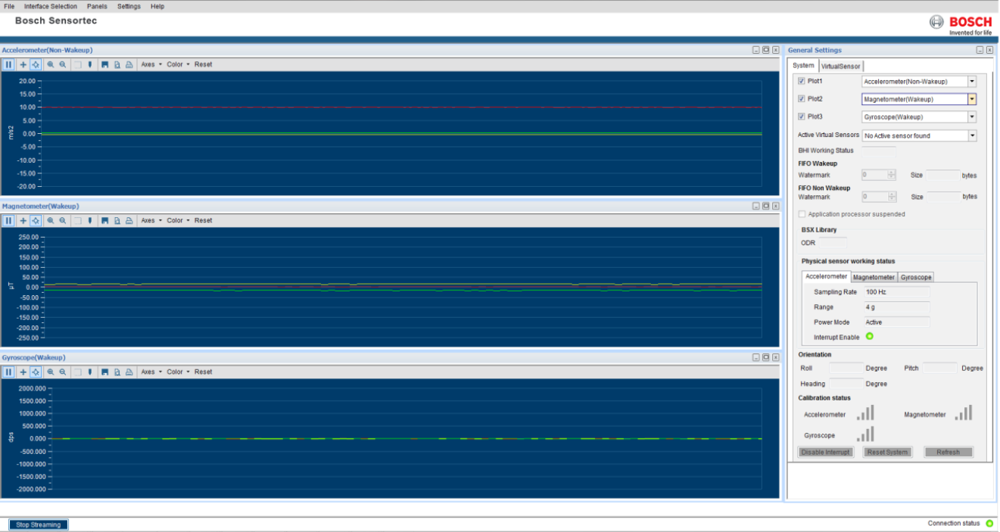 File Interface Selection Panels Settings Help
Bosch Sensortec
BOSCH
Invented for life
Accelerometer(Non-Wakeup)
Axes Color Reset
20.00
15.00
10.00
5.00
0.00
-5.00
-10.00
-15.00
-20.00
m/s2
Magnetometer(Wakeup)
Axes Color Reset
250.00
200.00
150.00
100.00
50.00
0.00
-50.00
-100.00
-150.00
-200.00
-250.00
µT
Gyroscope(Wakeup)
Axes Color Reset
2000.000
1500.000
1000.000
500.000
0.000
-500.000
-1000.000
-1500.000
-2000.000
dps
General Settings
System VirtualSensor
Plot1 Accelerometer(Non-Wakeup)
Plot2 Magnetometer(Wakeup)
Plot3 Gyroscope(Wakeup)
Active Virtual Sensors No Active sensor found
BHI Working Status
FIFO Wakeup
Watermark 0 Size bytes
FIFO Non Wakeup
Watermark 0 Size bytes
Application processor suspended
BSX Library
ODR
Physical sensor working status
Accelerometer Magnetometer Gyroscope
Sampling Rate 100 Hz
Range 4 g
Power Mode Active
Interrupt Enable
Orientation
Roll Degree Pitch Degree
Heading Degree
Calibration status
Accelerometer Magnetometer
Gyroscope
Disable Interrupt Reset System Refresh
Stop Streaming
Connection status